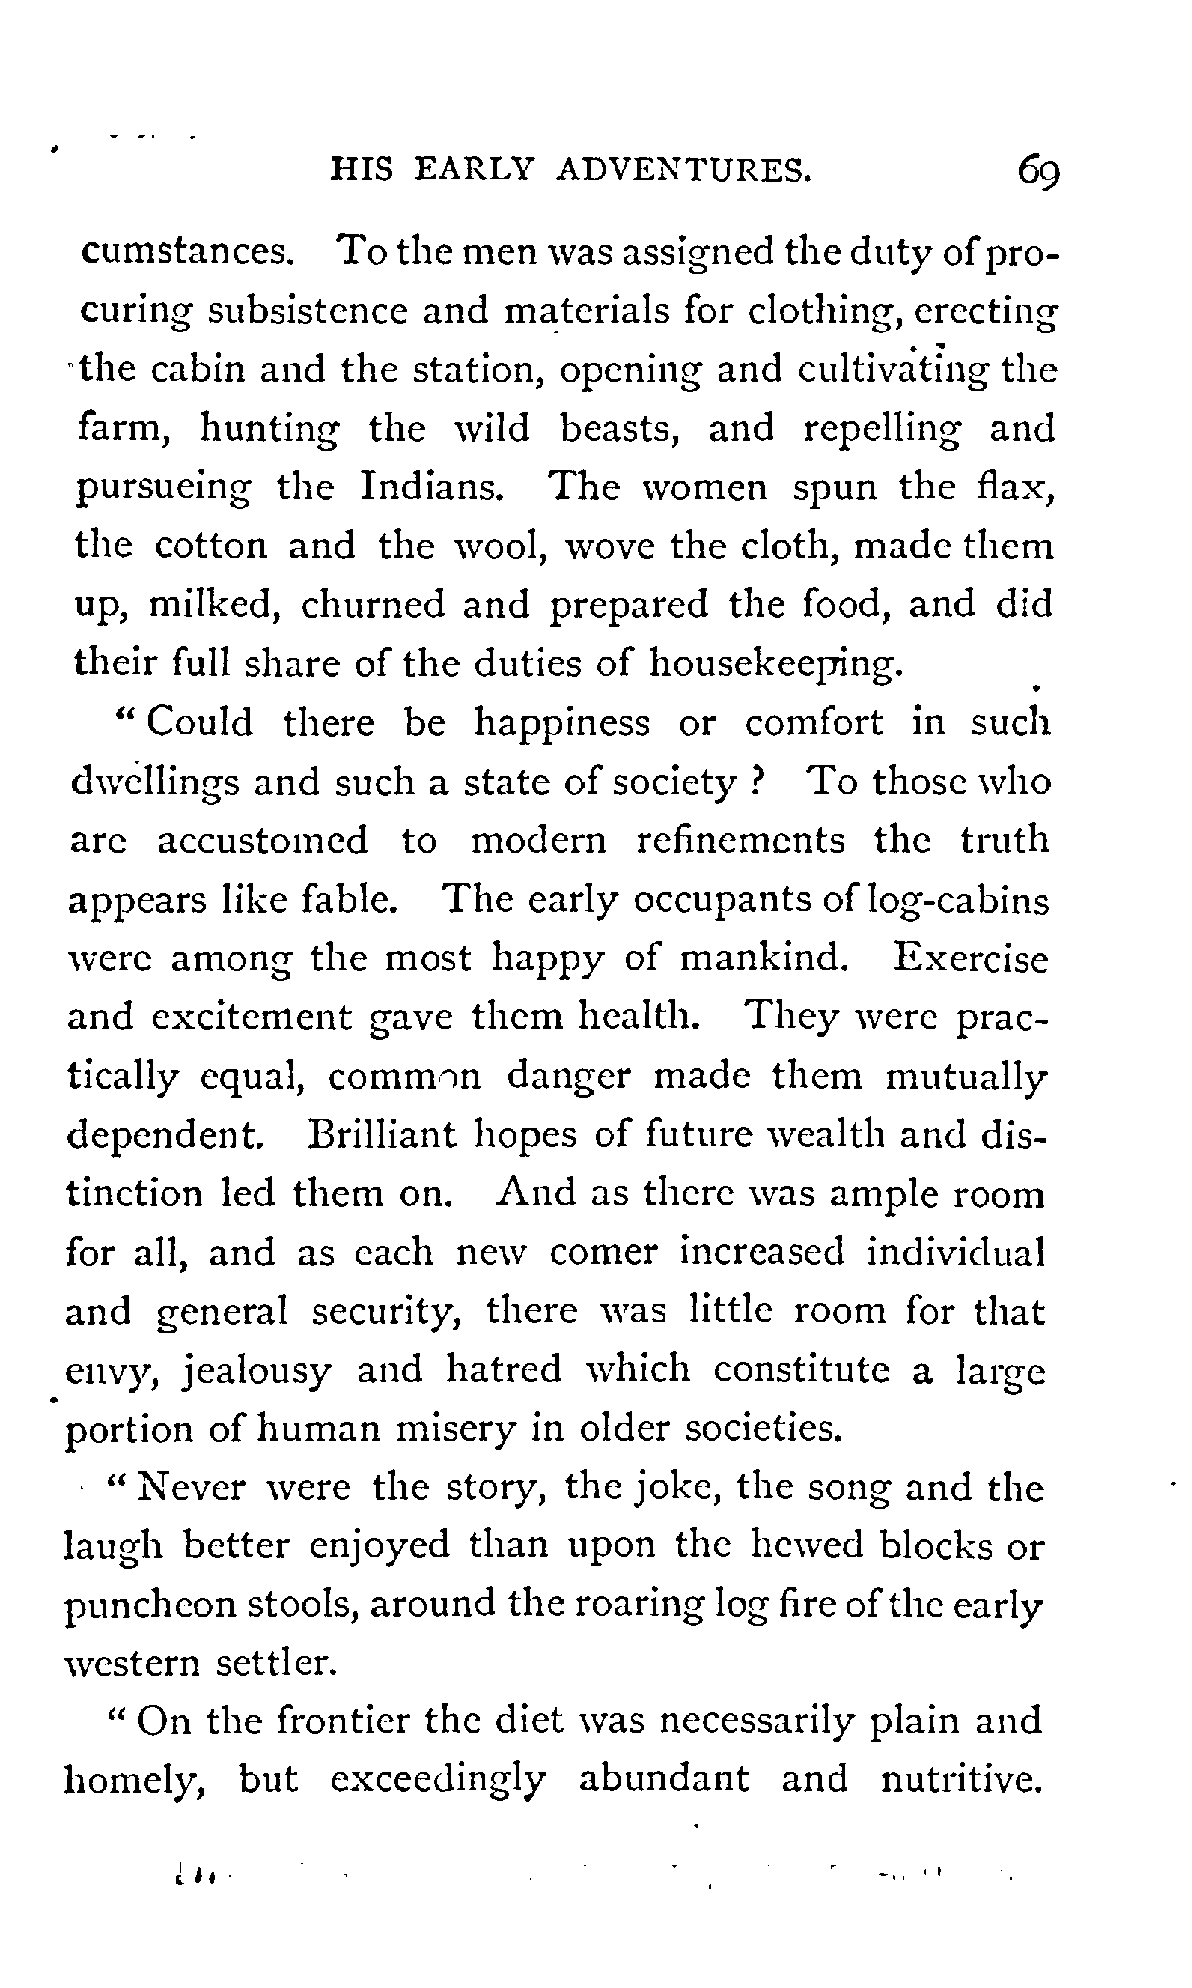 HIS EARLY ADVENTURES. 69
cumstances. To the men was assigned the duty of pro-
curing subsistence and materials for clothing, erecting
the cabin and the station, opening and cultivating the
farm, hunting the wild beasts, and repelling and
pursueing the Indians. The women spun the flax,
the cotton and the wool, wove the cloth, made them
up, milked, churned and prepared the food, and did
their full share of the duties of housekeeping.
“ Could there be happiness or comfort in such
dwellings and such a state of society ? To those who
are accustomed to modern refinements the truth
appears like fable. The early occupants of log-cabins
were among the most happy of mankind. Exercise
and excitement gave them health. They were prac-
tically equal, common danger made them mutually
dependent. Brilliant hopes of future wealth and dis-
tinction led them on. And as there was ample room
for all, and as each new comer increased individual
and general security, there was little room for that
envy, jealousy and hatred which constitute a large
portion of human misery in older societies.
“ Never were the story, the joke, the song and the
laugh better enjoyed than upon the hewed blocks or
puncheon stools, around the roaring log fire of the early
western settler.
“ On the frontier the diet was necessarily plain and
homely, but exceedingly abundant and nutritive.